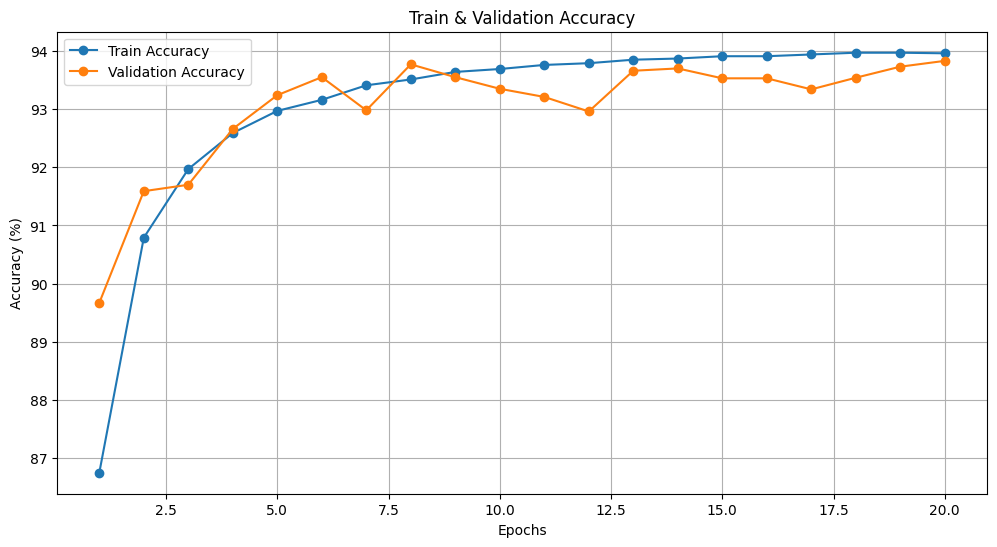 Train & Validation Accuracy
Train Accuracy
Validation Accuracy
Accuracy (%)
94
93
92
91
90
89
88
87
2.5 5.0 7.5 10.0 12.5 15.0 17.5 20.0
Epochs